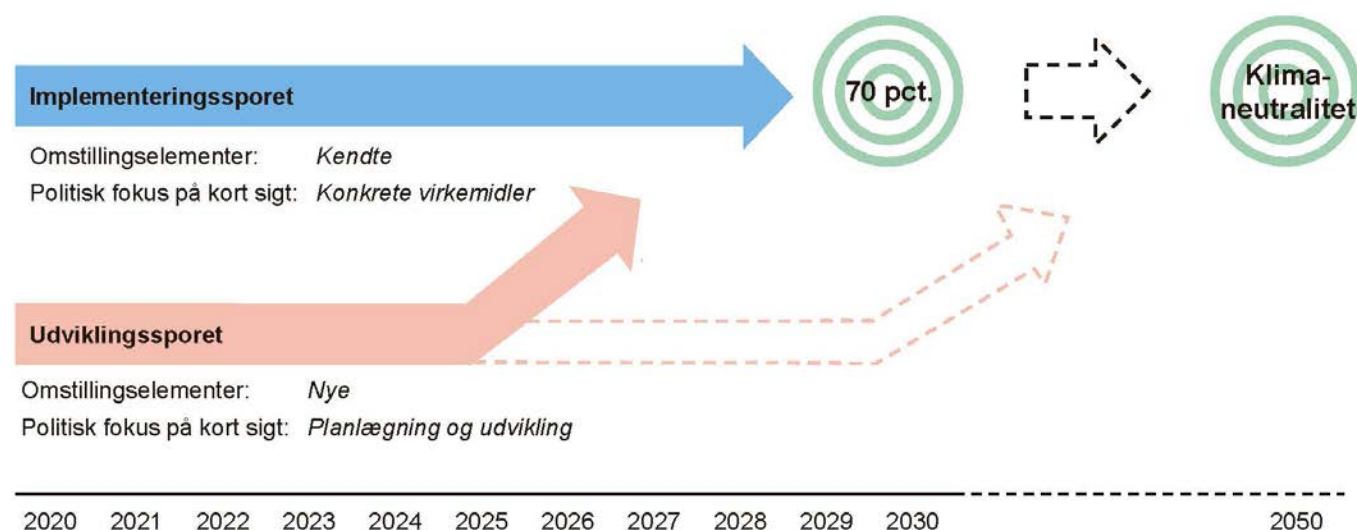 Implementeringssporet
70 pct.
Klima-
neutralitet
Omstillingselementer: Kendte
Politisk fokus på kort sigt: Konkrete virkemidler
Udviklingssporet
Omstillingselementer: Nye
Politisk fokus på kort sigt: Planlægning og udvikling
2020 2021 2022 2023 2024 2025 2026 2027 2028 2029 2030 2050